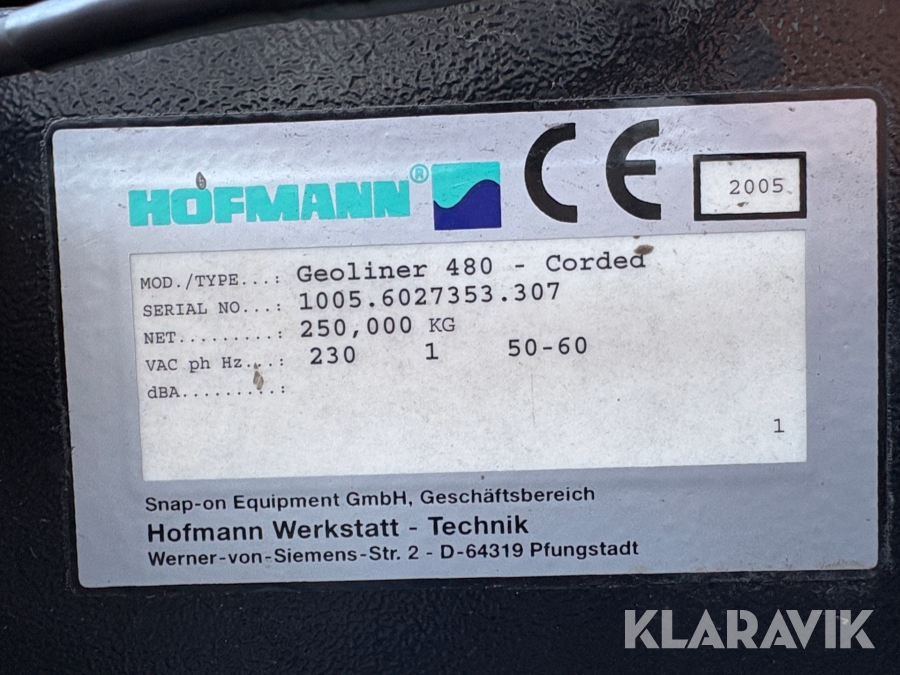 HOFMANN®
CE
2005
MOD./TYPE...: Geoliner 480 - Corded
SERIAL NO...: 1005.6027353.307
NET.........: 250,000 KG
VAC ph Hz...: 230 1 50-60
dBA.........:
1
Snap-on Equipment GmbH, Geschäftsbereich
Hofmann Werkstatt - Technik
Werner-von-Siemens-Str. 2 - D-64319 Pfungstadt
KLARAVIK